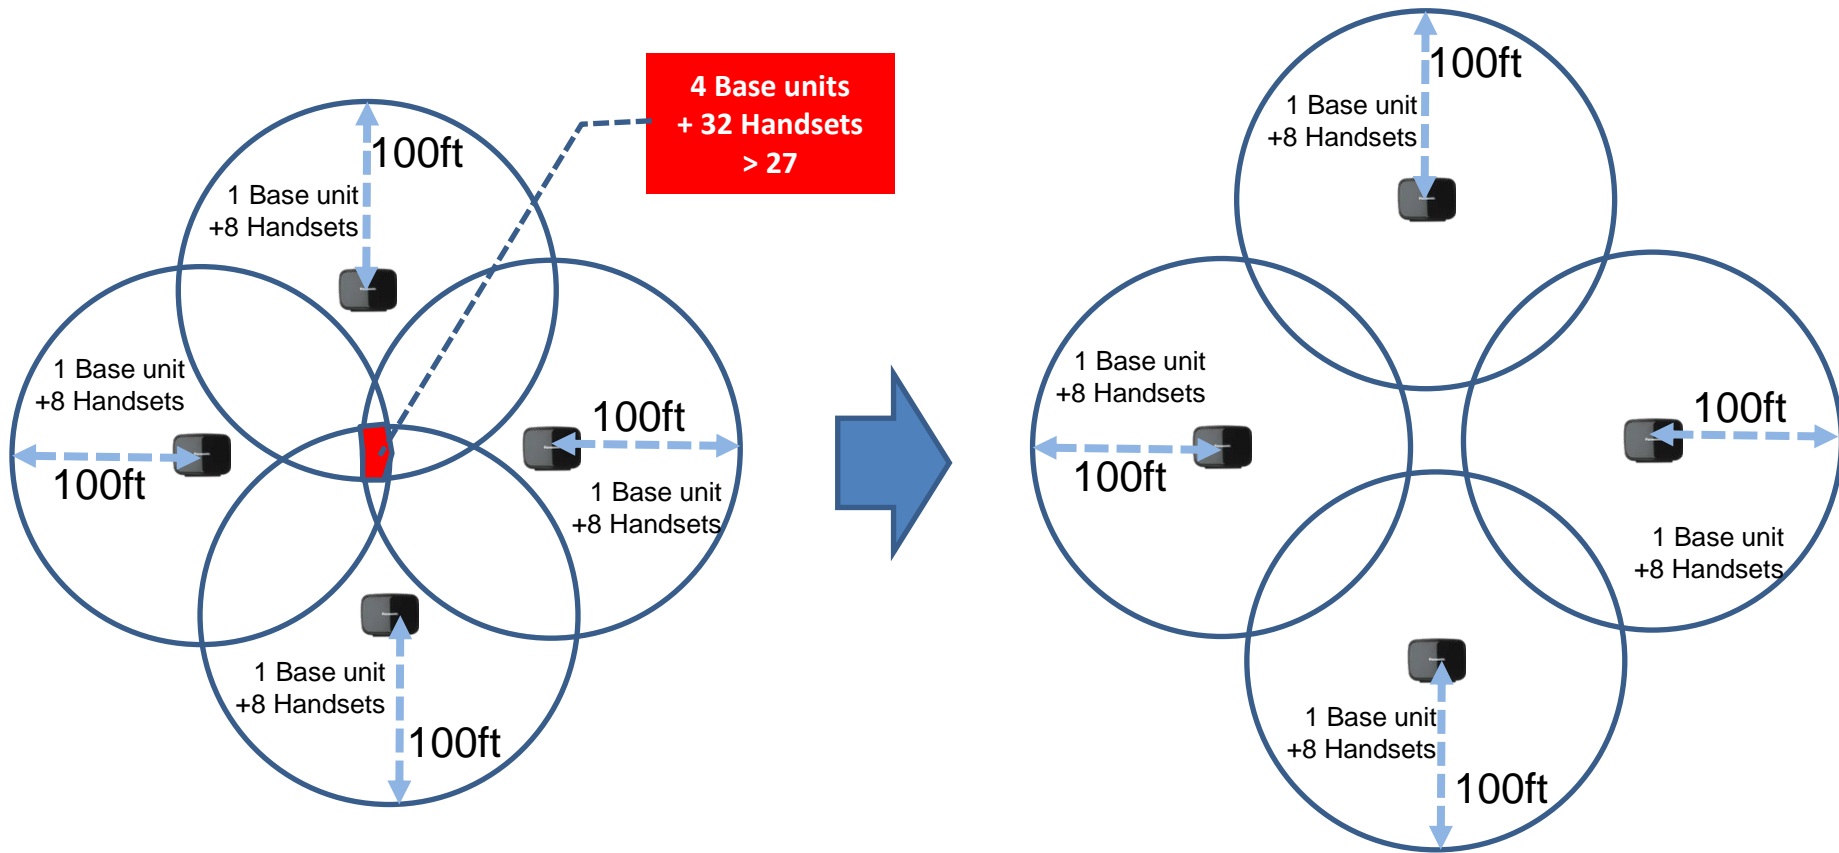 4 Base units
+ 32 Handsets
> 27
100ft
1 Base unit
+8 Handsets
1 Base unit
+8 Handsets
100ft
100ft
1 Base unit
+8 Handsets
1 Base unit
+8 Handsets
100ft
100ft
1 Base unit
+8 Handsets
1 Base unit
+8 Handsets
100ft
100ft
1 Base unit
+8 Handsets
1 Base unit
+8 Handsets
100ft